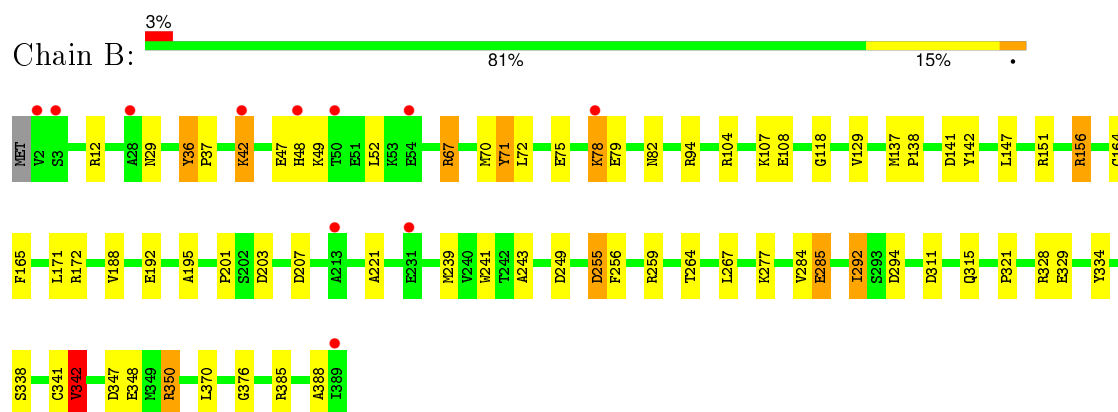 3%
Chain B:
81% 15% •
MET V2 S3 R12 A28 N29 Y36 P37 K42 E47 H48 K49 T50 E51 L52 K53 E54 R67 M70 Y71 L72 E75 K78 E79 N82 R94 R104 K107 E108 G118 V129 M137 P138 D141 Y142 L147 R151 R156 G164
F165 L171 R172 V188 E192 A195 P201 S202 D203 D207 A213 A221 E231 M239 V240 W241 T242 A243 D249 D255 F256 R259 T264 L267 K277 V284 E285 I292 S293 D294 D311 Q315 P321 R328 E329 Y334
S338 C341 V342 D347 E348 M349 R350 L370 G376 R385 A388 I389